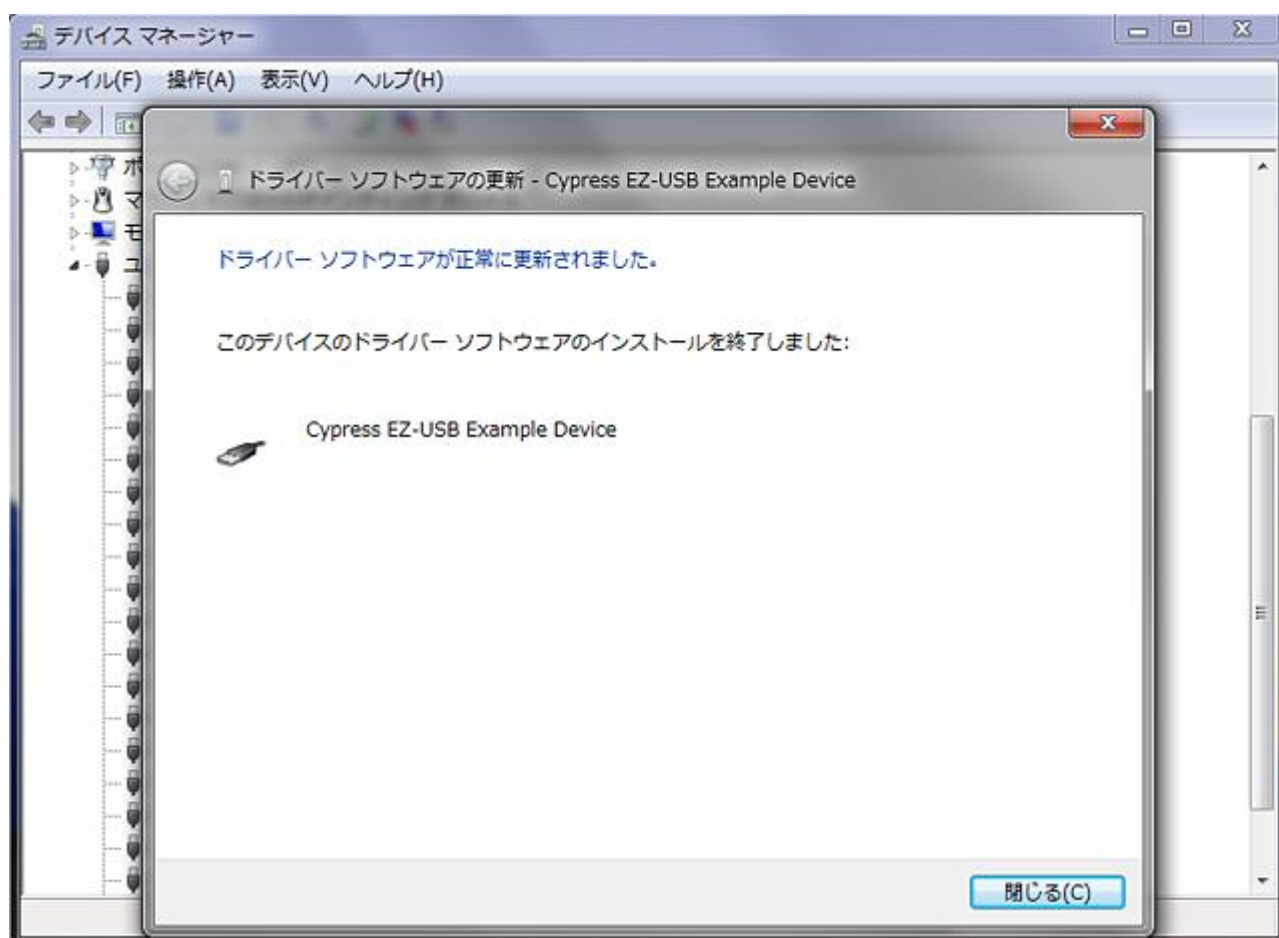 デバイス マネージャー
ファイル(F) 操作(A) 表示(V) ヘルプ(H)
ドライバー ソフトウェアの更新 - Cypress EZ-USB Example Device
ポ
マ
モ
ユ
ドライバー ソフトウェアが正常に更新されました。
このデバイスのドライバー ソフトウェアのインストールを終了しました:
Cypress EZ-USB Example Device
閉じる(C)